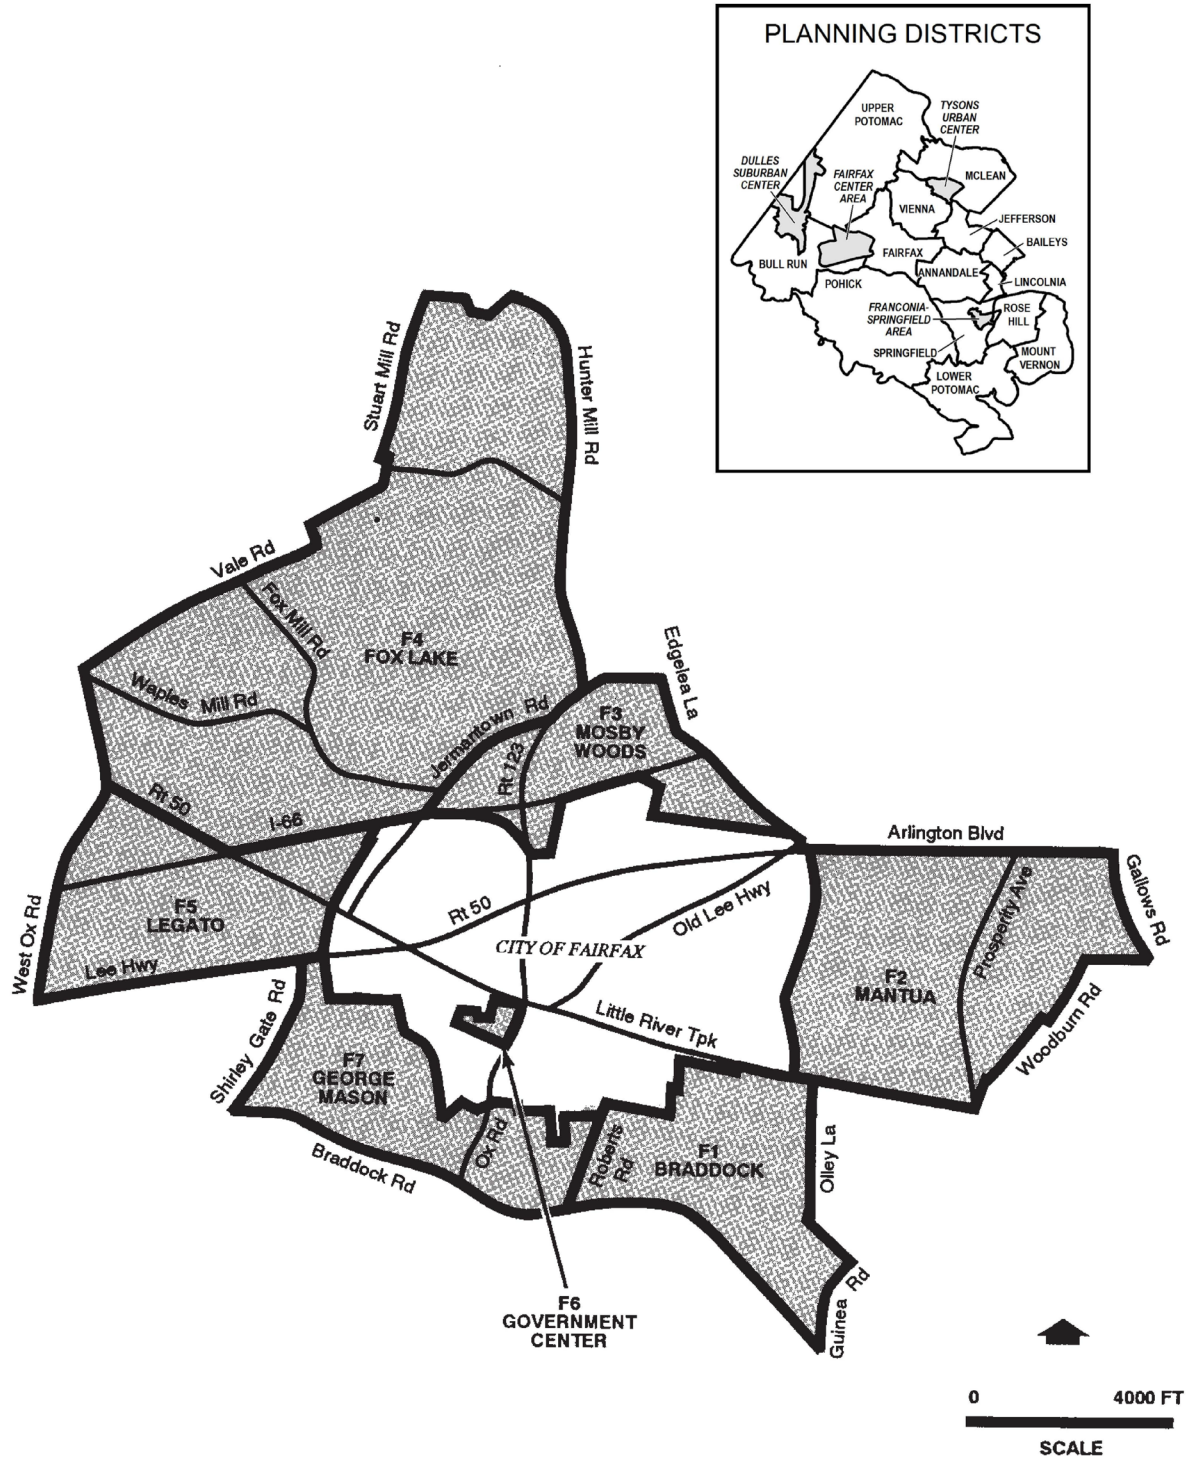 PLANNING DISTRICTS
UPPER
POTOMAC
TYSONS
URBAN
CENTER
DULLES
SUBURBAN
CENTER
FAIRFAX
CENTER
AREA
MCLEAN
VIENNA
JEFFERSON
BAILEYS
FAIRFAX
BULL RUN
ANNANDALE
LINCOLNIA
POHICK
FRANCONIA-
SPRINGFIELD
AREA
ROSE
HILL
SPRINGFIELD
MOUNT
VERNON
LOWER
POTOMAC
Stuart Mill Rd
Hunter Mill Rd
Vale Rd
Fox Mill Rd
F4
FOX LAKE
Edgelea La
Waples Mill Rd
Jermantown Rd
F3
MOSBY
WOODS
Rt 123
Rt 50
I-66
Arlington Blvd
Gallows Rd
Prosperity Ave
F5
LEGATO
West Ox Rd
Lee Hwy
Rt 50
Old Lee Hwy
CITY OF FAIRFAX
F2
MANTUA
Little River Tpk
Woodburn Rd
Shirley Gate Rd
F7
GEORGE
MASON
Braddock Rd
Ox Rd
Roberts
Rd
F1
BRADDOCK
Olley La
Guinea Rd
F6
GOVERNMENT
CENTER
0 4000 FT
SCALE